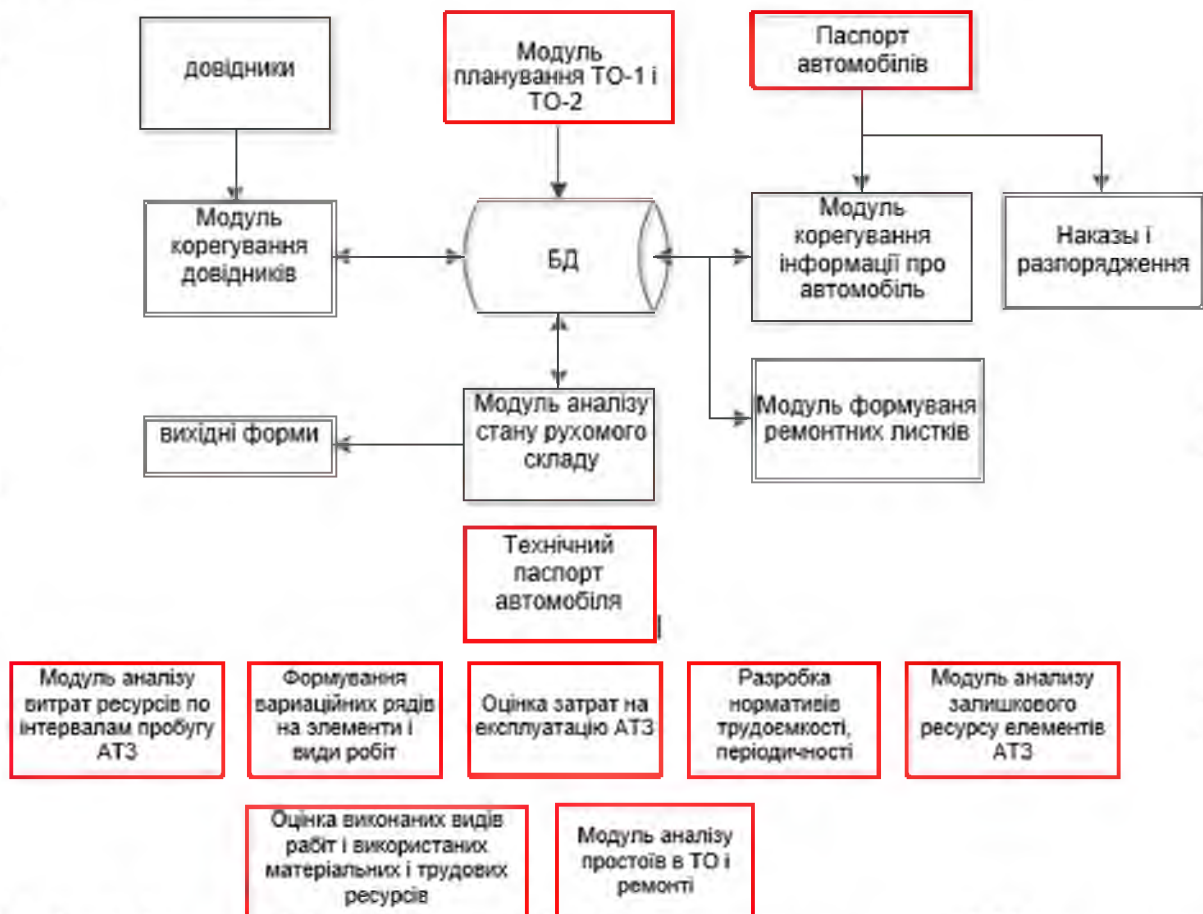 довідники
Модуль
планування ТО-1 і
ТО-2
Паспорт
автомобілів
Модуль
корегування
довідників
БД
Модуль
корегування
інформації про
автомобіль
Наказы і
разпорядження
вихідні форми
Модуль аналізу
стану рухомого
складу
Модуль формуваня
ремонтних листків
Технічний
паспорт
автомобіля
Модуль аналізу
витрат ресурсів по
інтервалам пробугу
АТЗ
Формування
вариаційних рядів
на элементи і
види робіт
Оцінка затрат на
експлуатацію АТЗ
Разробка
нормативів
трудоємкості,
періодичності
Модуль анализу
залишкового
ресурсу елементів
АТЗ
Оцінка виконаних видів
рабіт і використаних
матеріальних і трудових
ресурсів
Модуль аналізу
простоїв в ТО і
ремонті